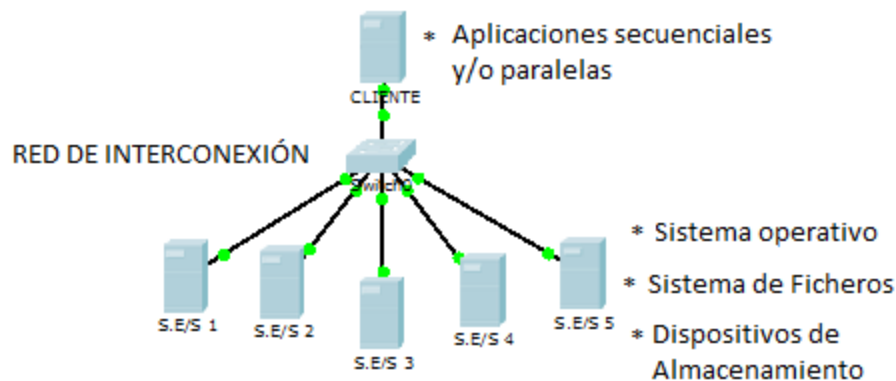 * Aplicaciones secuenciales
y/o paralelas
CLIENTE
RED DE INTERCONEXIÓN
Switch0
* Sistema operativo
* Sistema de Ficheros
S.E/S 1
S.E/S 2
S.E/S 3
S.E/S 4
S.E/S 5
* Dispositivos de
Almacenamiento